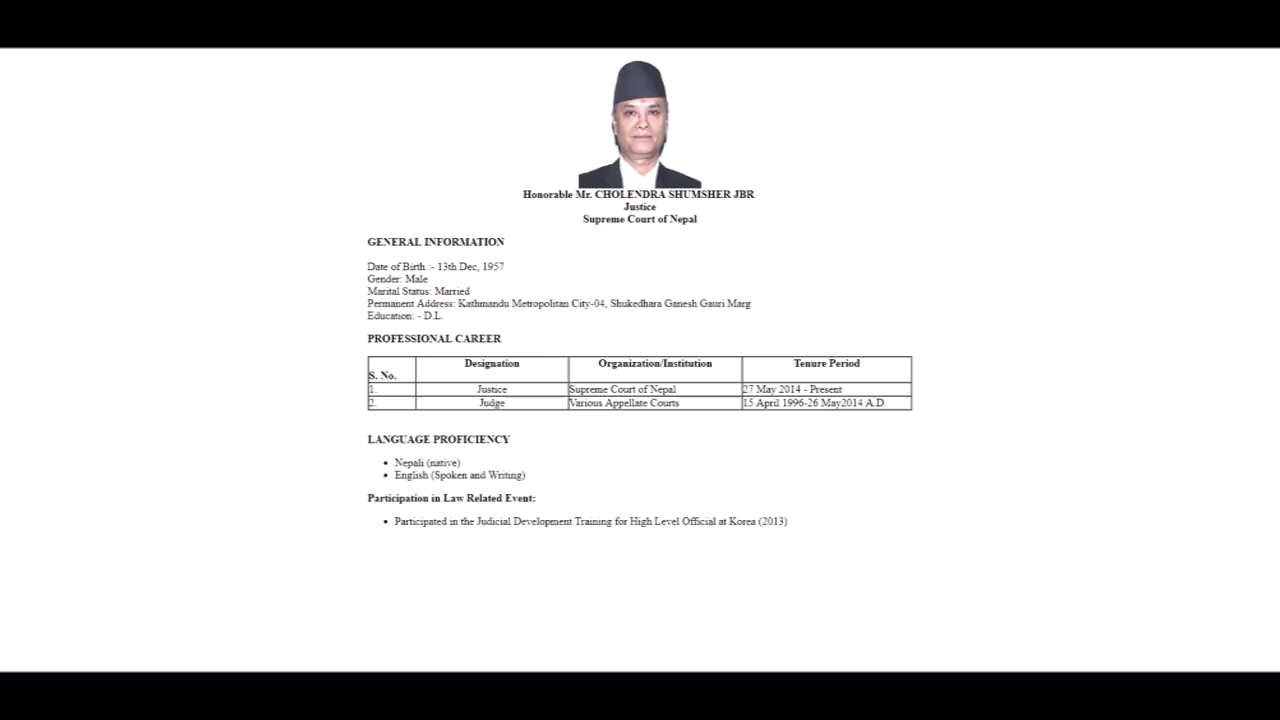 Honorable Mr. CHOLENDRA SHUMSHER JBR
Justice
Supreme Court of Nepal
GENERAL INFORMATION
Date of Birth :- 13th Dec, 1957
Gender: Male
Marital Status: Married
Permanent Address: Kathmandu Metropolitan City-04, Shukedhara Ganesh Gauri Marg
Education: - D.L.
PROFESSIONAL CAREER
S. No. Designation Organization/Institution Tenure Period
1. Justice Supreme Court of Nepal 27 May 2014 - Present
2. Judge Various Appellate Courts 15 April 1996-26 May2014 A.D.
LANGUAGE PROFICIENCY
• Nepali (native)
• English (Spoken and Writing)
Participation in Law Related Event:
• Participated in the Judicial Development Training for High Level Official at Korea (2013)